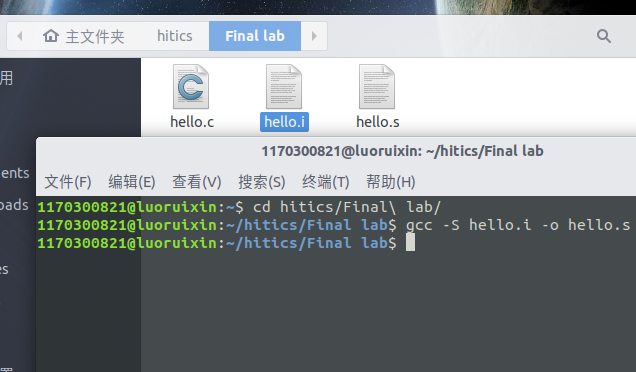 主文件夹 hitics Final lab
用
hello.c hello.i hello.s
ents
oads
es
置
1170300821@luoruixin: ~/hitics/Final lab
文件(F) 编辑(E) 查看(V) 搜索(S) 终端(T) 帮助(H)
1170300821@luoruixin:~$ cd hitics/Final\ lab/
1170300821@luoruixin:~/hitics/Final lab$ gcc -S hello.i -o hello.s
1170300821@luoruixin:~/hitics/Final lab$